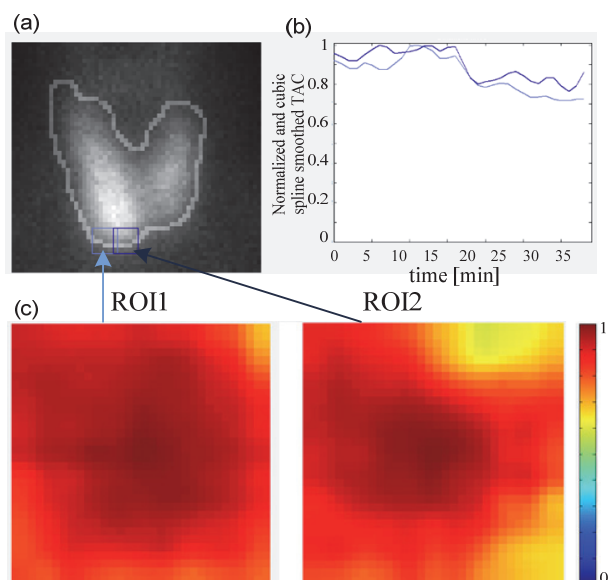 (a)
(b)
Normalized and cubic
spline smoothed TAC
1
0.8
0.6
0.4
0.2
0
0 5 10 15 20 25 30 35
time [min]
ROI1
ROI2
(c)
1
0